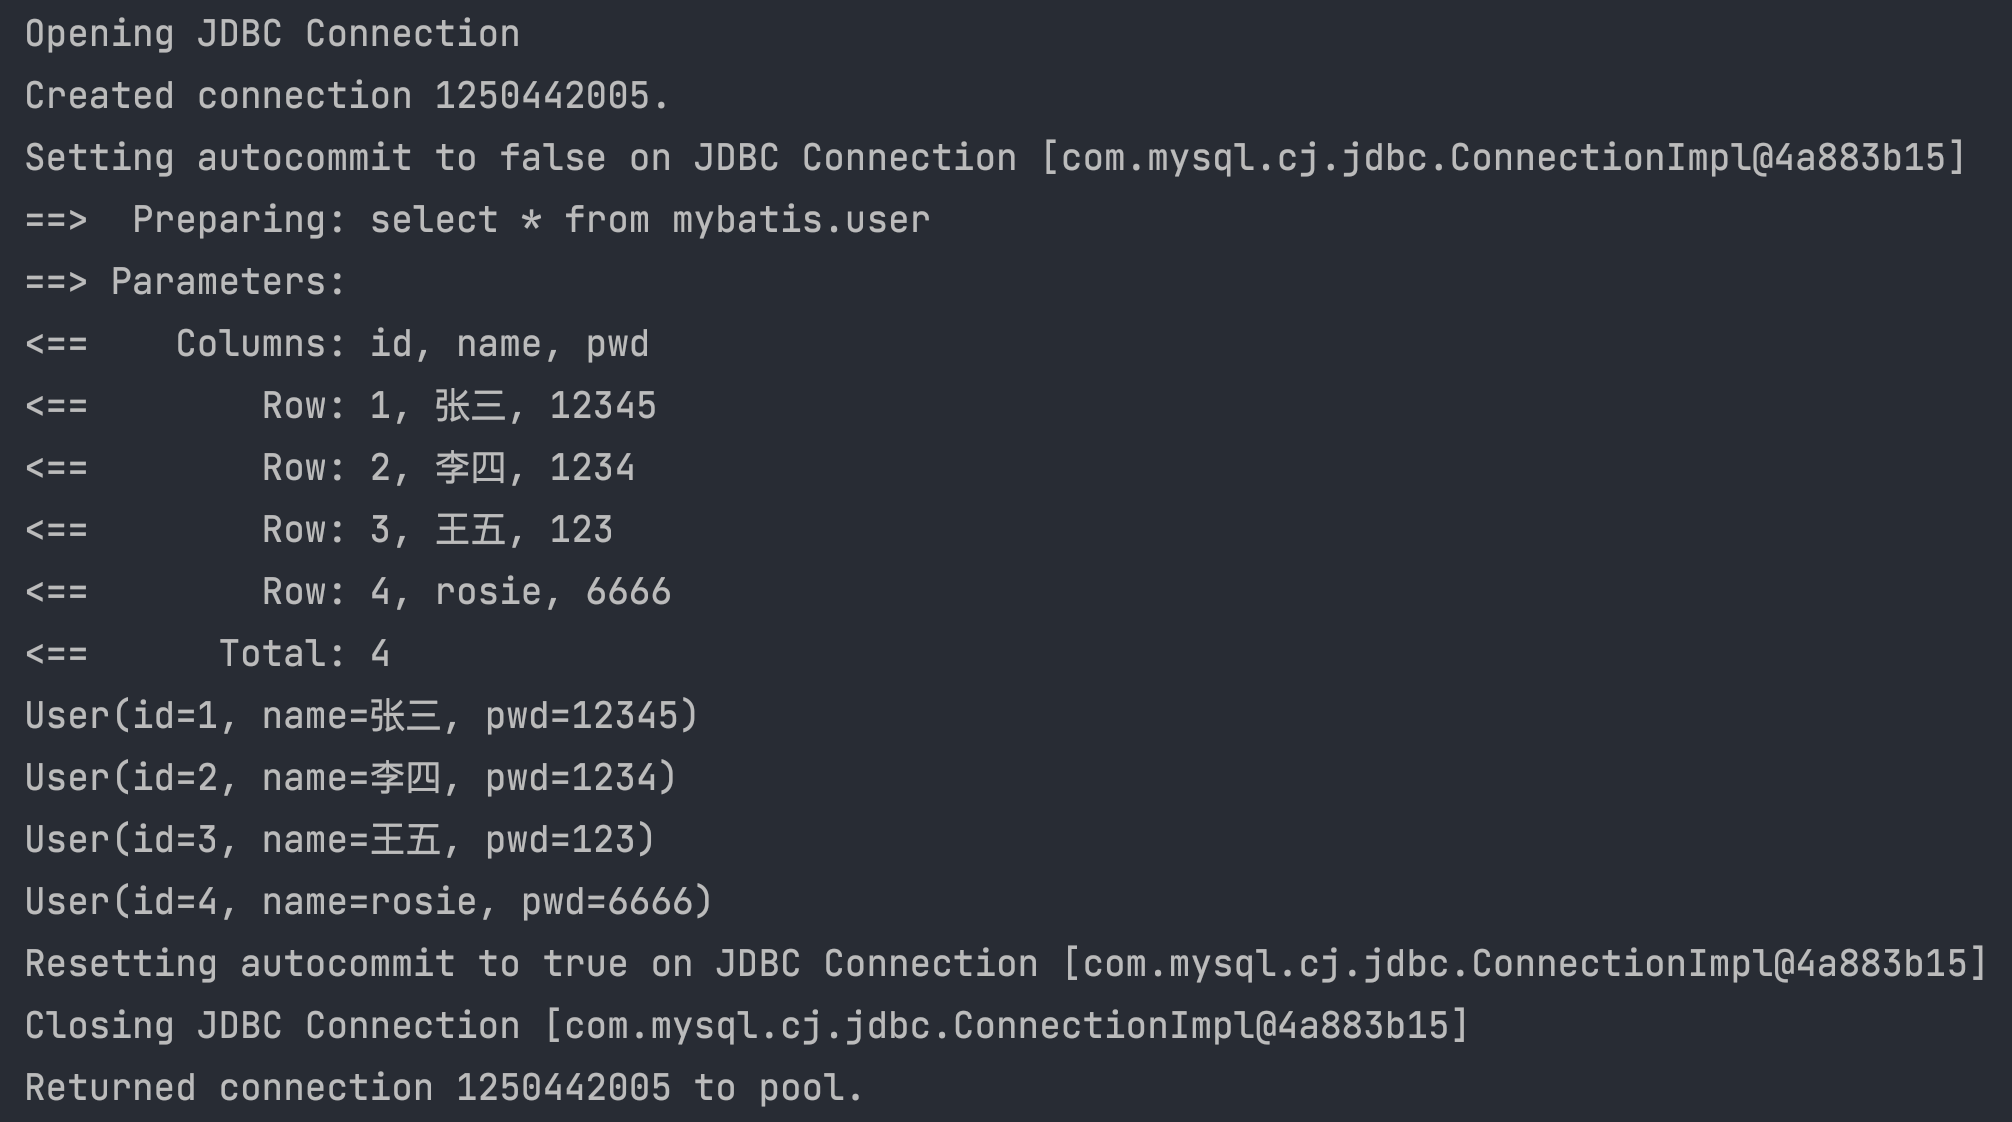 Opening JDBC Connection
Created connection 1250442005.
Setting autocommit to false on JDBC Connection [com.mysql.cj.jdbc.ConnectionImpl@4a883b15]
==>  Preparing: select * from mybatis.user
==> Parameters:
<==    Columns: id, name, pwd
<==        Row: 1, 张三, 12345
<==        Row: 2, 李四, 1234
<==        Row: 3, 王五, 123
<==        Row: 4, rosie, 6666
<==      Total: 4
User(id=1, name=张三, pwd=12345)
User(id=2, name=李四, pwd=1234)
User(id=3, name=王五, pwd=123)
User(id=4, name=rosie, pwd=6666)
Resetting autocommit to true on JDBC Connection [com.mysql.cj.jdbc.ConnectionImpl@4a883b15]
Closing JDBC Connection [com.mysql.cj.jdbc.ConnectionImpl@4a883b15]
Returned connection 1250442005 to pool.